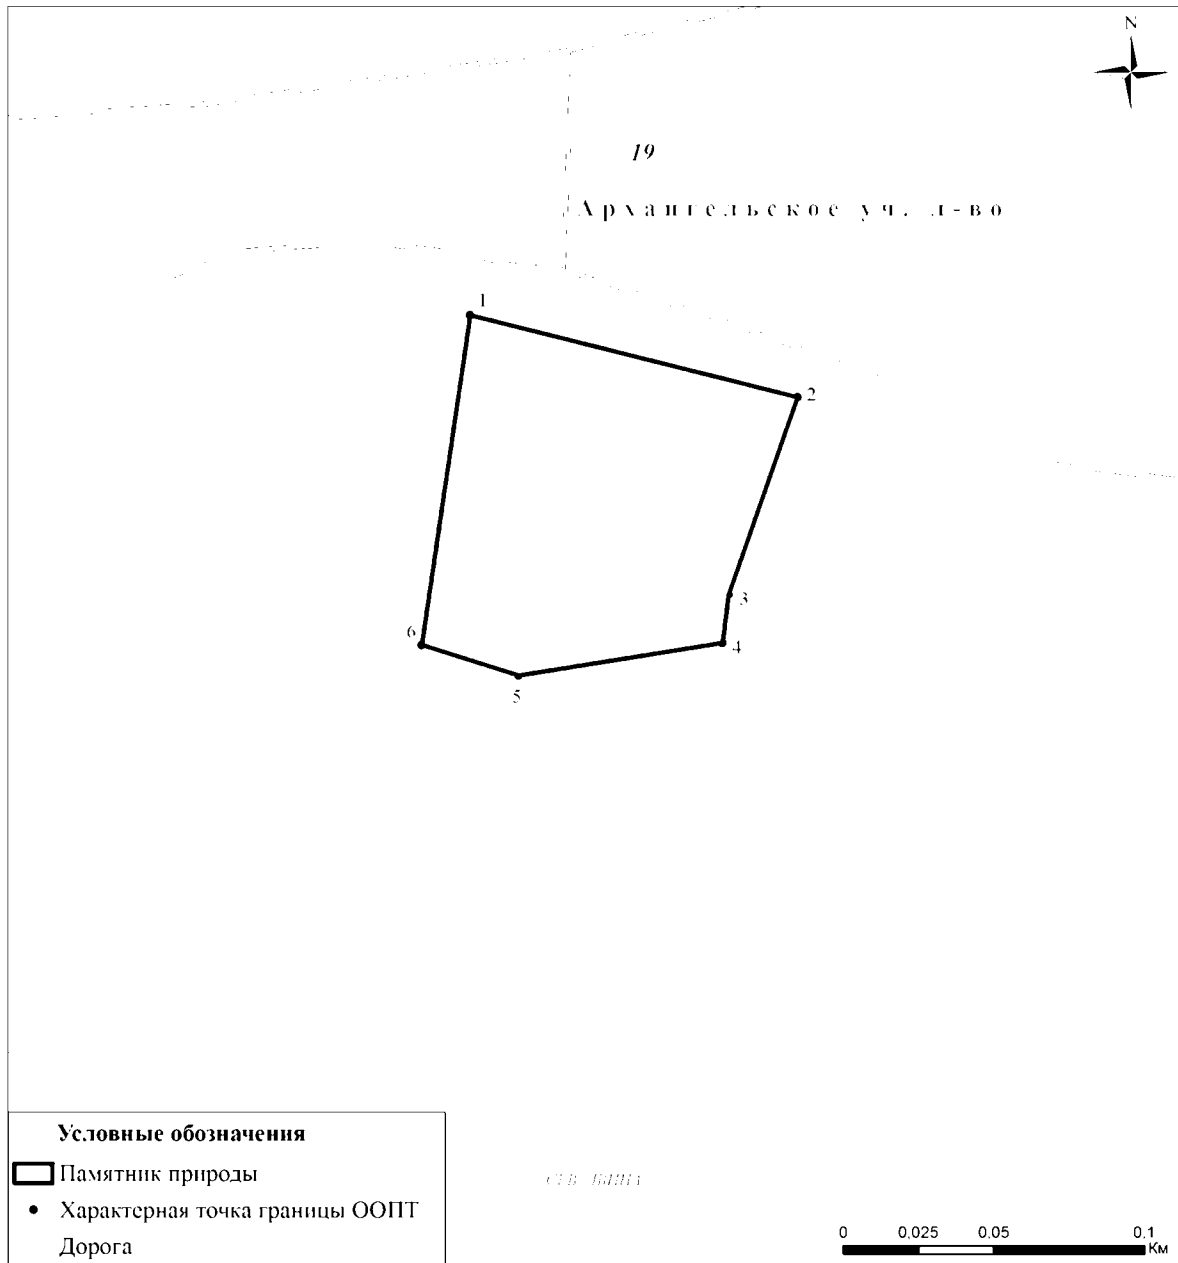 N
19
Архангельское уч. л-во
1
2
3
4
5
6
Условные обозначения
Памятник природы
Характерная точка границы ООПТ
Дорога
0 0,025 0,05 0,1
Км